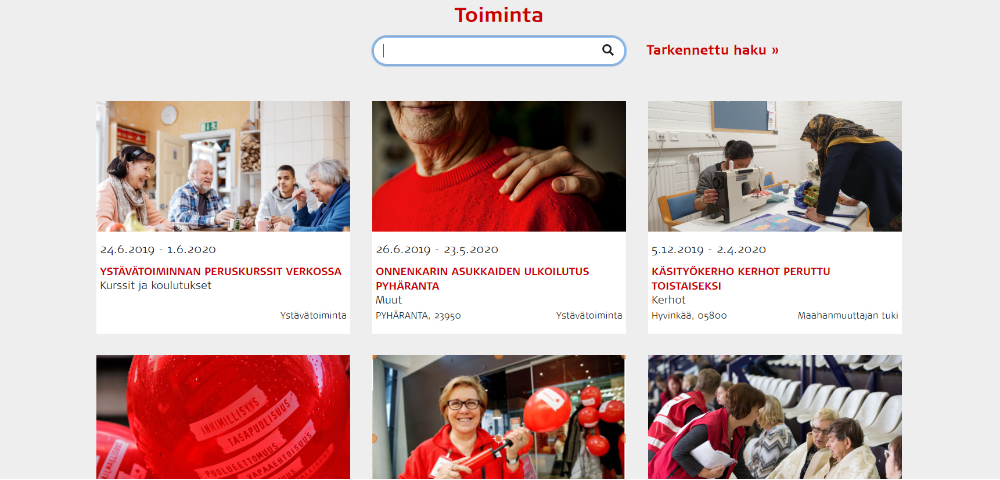 Toiminta
Tarkennettu haku »
24.6.2019 - 1.6.2020
YSTÄVÄTOIMINNAN PERUSKURSSIT VERKOSSA
Kurssit ja koulutukset
Ystävätoiminta
26.6.2019 - 23.5.2020
ONNENKARIN ASUKKAIDEN ULKOILUTUS
PYHÄRANTA
Muut
PYHÄRANTA, 23950 Ystävätoiminta
5.12.2019 - 2.4.2020
KÄSITYÖKERHO KERHOT PERUTTU
TOISTAISEKSI
Kerhot
Hyvinkää, 05800 Maahanmuuttajan tuki
INHIMILLISYYS
TASAPUOLISUUS
PUOLUEETTOMUUS
VAPAAEHTOISUUS